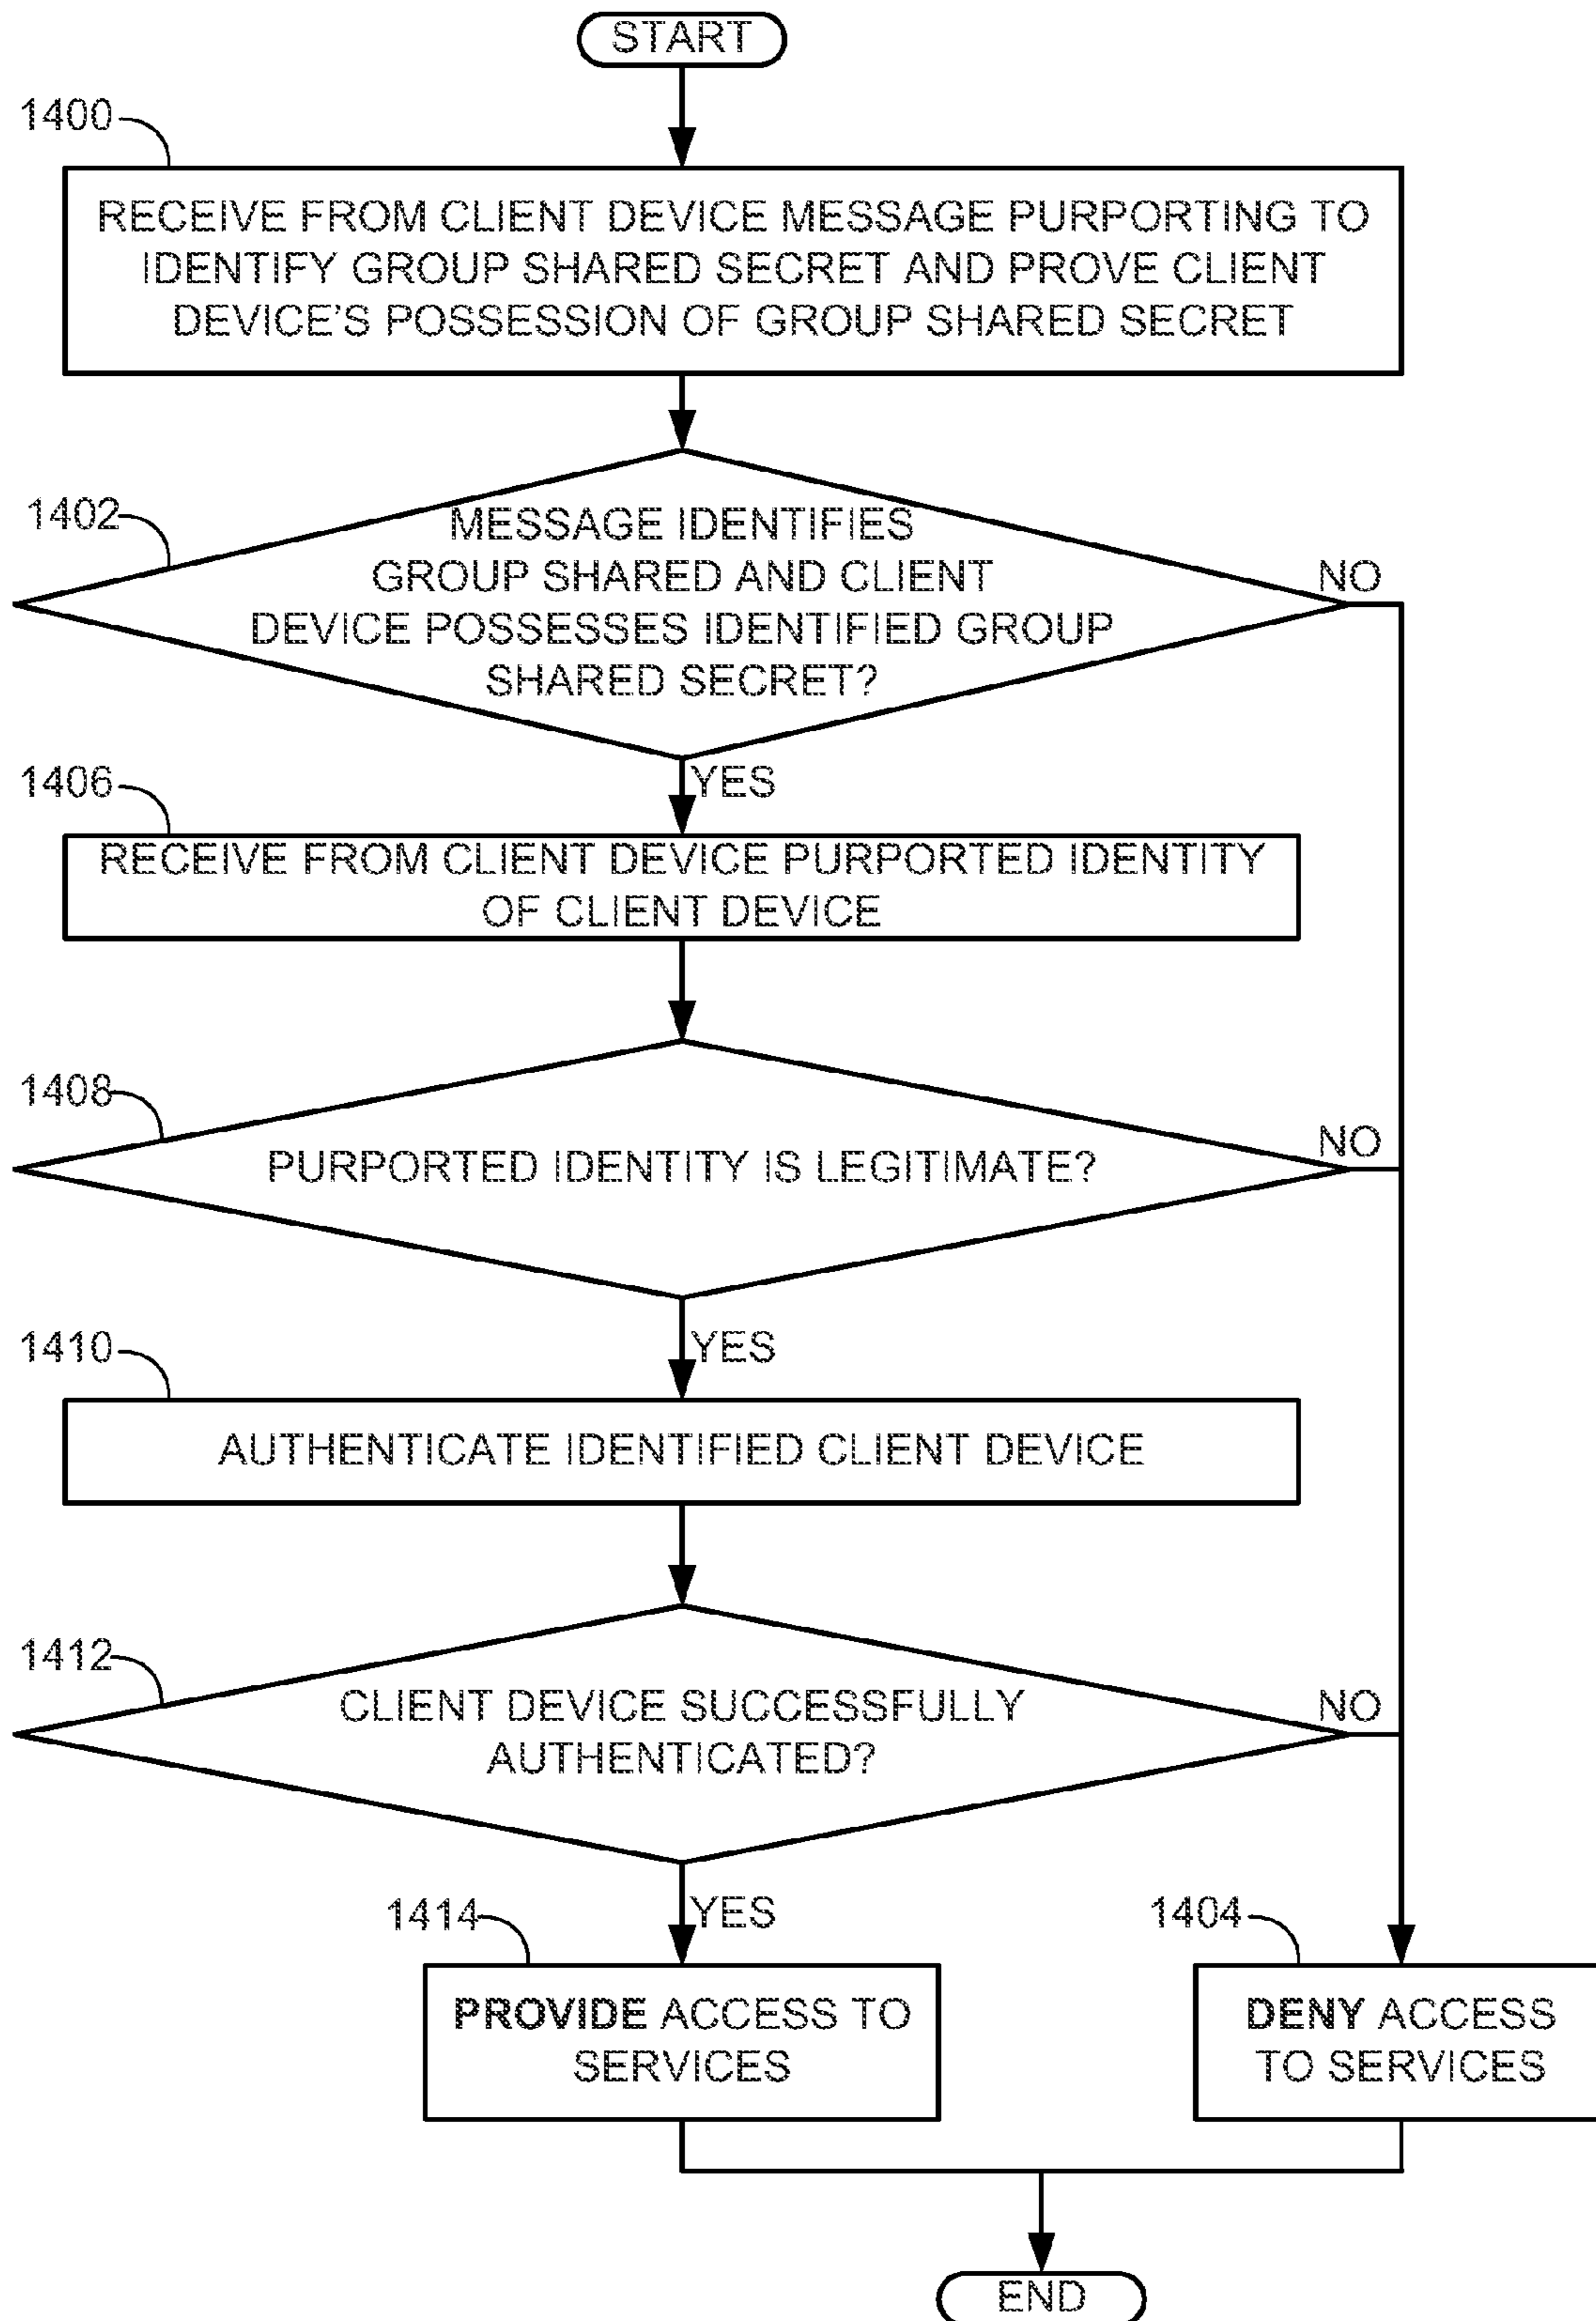 START
1400
RECEIVE FROM CLIENT DEVICE MESSAGE PURPORTING TO
IDENTIFY GROUP SHARED SECRET AND PROVE CLIENT
DEVICE'S POSSESSION OF GROUP SHARED SECRET
1402
MESSAGE IDENTIFIES
GROUP SHARED AND CLIENT
DEVICE POSSESSES IDENTIFIED GROUP
SHARED SECRET?
NO
YES
1406
RECEIVE FROM CLIENT DEVICE PURPORTED IDENTITY
OF CLIENT DEVICE
1408
PURPORTED IDENTITY IS LEGITIMATE?
NO
YES
1410
AUTHENTICATE IDENTIFIED CLIENT DEVICE
1412
CLIENT DEVICE SUCCESSFULLY
AUTHENTICATED?
NO
YES
1414
PROVIDE ACCESS TO
SERVICES
1404
DENY ACCESS
TO SERVICES
END